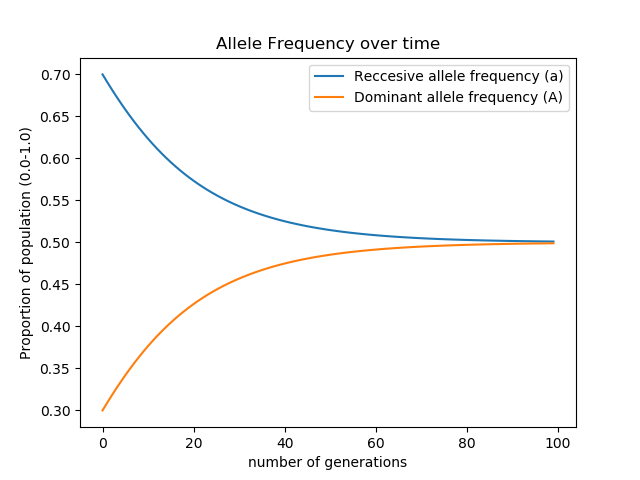 Allele Frequency over time
Reccesive allele frequency (a)
Dominant allele frequency (A)
Proportion of population (0.0-1.0)
0.70
0.65
0.60
0.55
0.50
0.45
0.40
0.35
0.30
0 20 40 60 80 100
number of generations